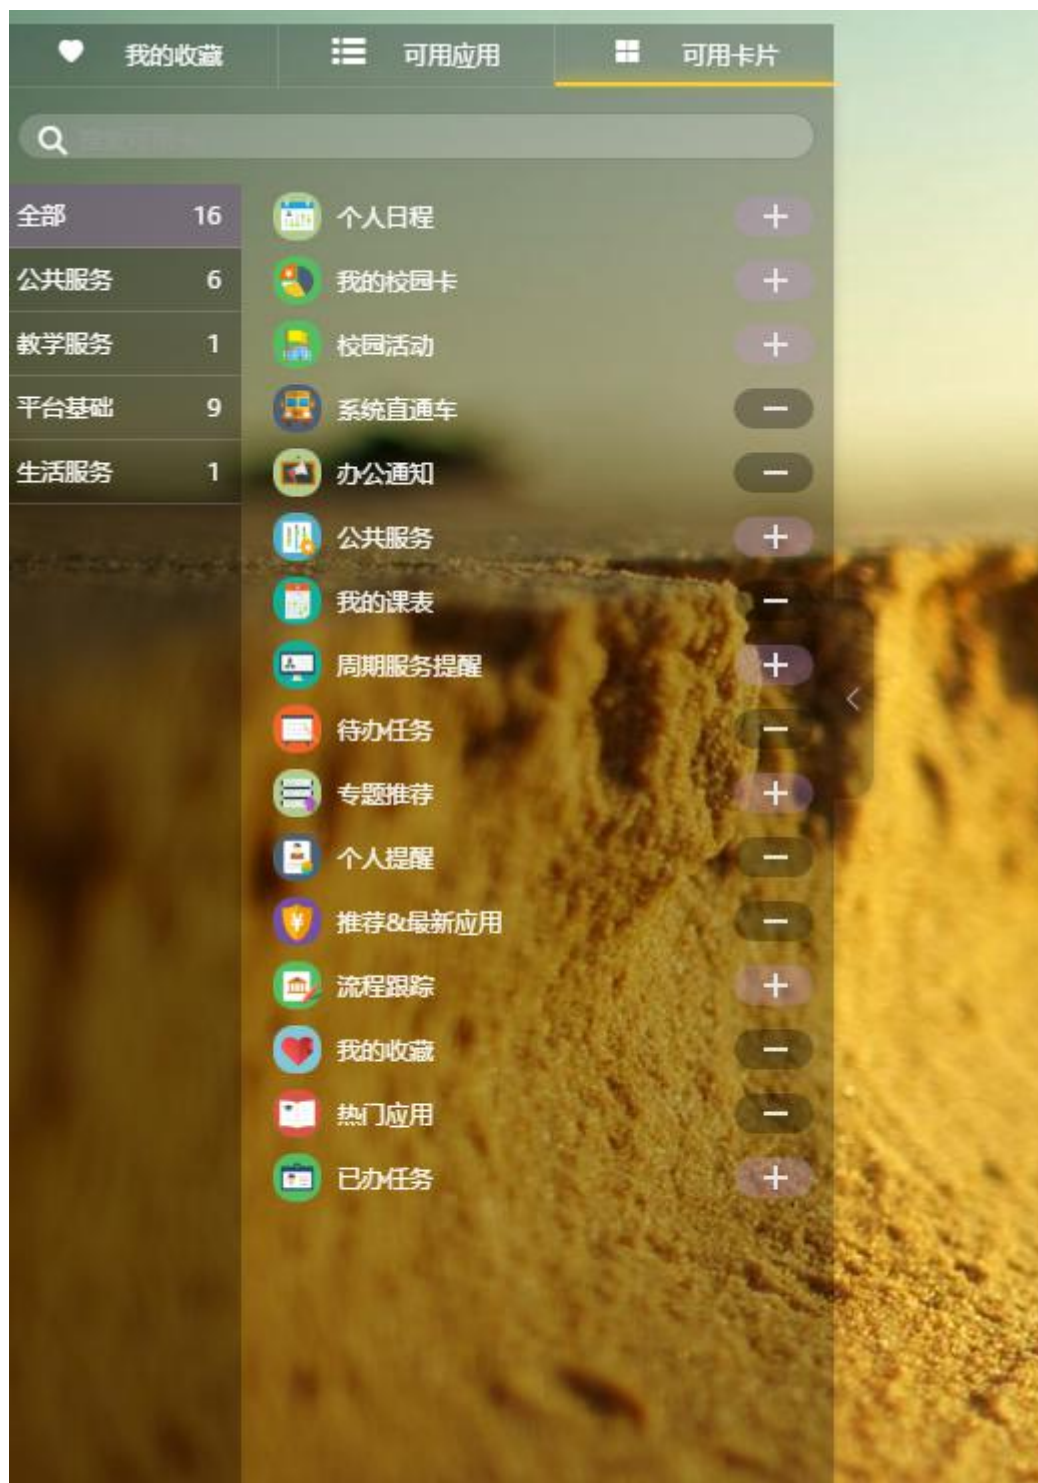 我的收藏 可用应用 可用卡片
全部 16
公共服务 6
教学服务 1
平台基础 9
生活服务 1
个人日程 +
我的校园卡 +
校园活动 +
系统直通车 −
办公通知 −
公共服务 +
我的课表 −
周期服务提醒 +
待办任务 −
专题推荐 +
个人提醒 −
推荐&最新应用 −
流程跟踪 +
我的收藏 −
热门应用 −
已办任务 +